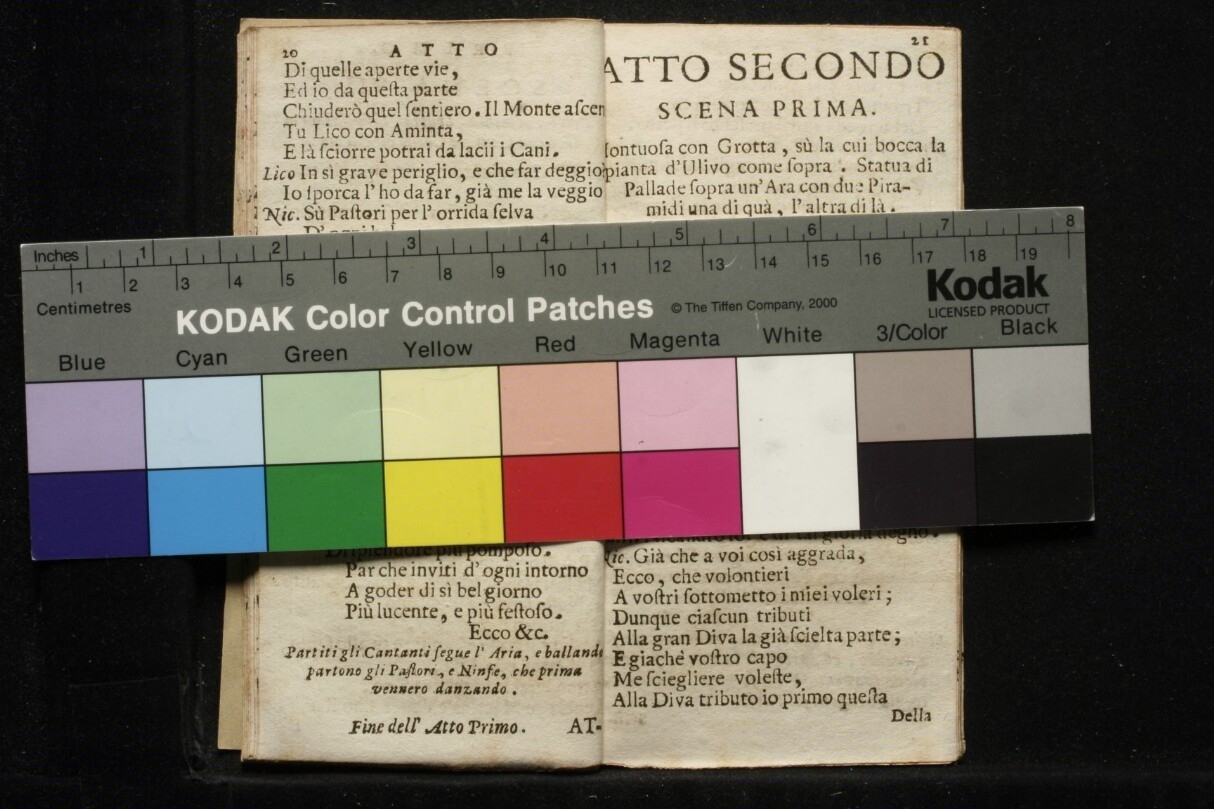 20 ATTO
Di quelle aperte vie,
Ed io da queſta parte
Chiuderò quel ſentiero. Il Monte aſcen
Tu Lico con Aminta,
E là ſciorre potrai da lacii i Cani.
Lico In sì grave periglio, e che far deggio
Io ſporca l' ho da far, già me la veggio
Nic. Sù Paſtori per l' orrida ſelva
21
ATTO SECONDO
SCENA PRIMA.
ontuoſa con Grotta, sù la cui bocca la
pianta d'Ulivo come ſopra. Statua di
Pallade ſopra un'Ara con due Pira-
midi una di quà, l'altra di là.
Inches 1 2 3 4 5 6 7 8
1 2 3 4 5 6 7 8 9 10 11 12 13 14 15 16 17 18 19
Centimetres
KODAK Color Control Patches © The Tiffen Company, 2000
Kodak
LICENSED PRODUCT
Blue Cyan Green Yellow Red Magenta White 3/Color Black
più pompoſo.
Par che inviti d' ogni intorno
A goder di sì bel giorno
Più lucente, e più feſtoſo.
Ecco &c.
Partiti gli Cantanti ſegue l' Aria, e ballando
partono gli Paſtori, e Ninfe, che prima
vennero danzando.
Fine dell' Atto Primo. AT-
ic. Già che a voi così aggrada,
Ecco, che volontieri
A voſtri ſottometto i miei voleri;
Dunque ciaſcun tributi
Alla gran Diva la già ſcielta parte;
E giachè voſtro capo
Me ſciegliere voleſte,
Alla Diva tributo io primo queſta
Della